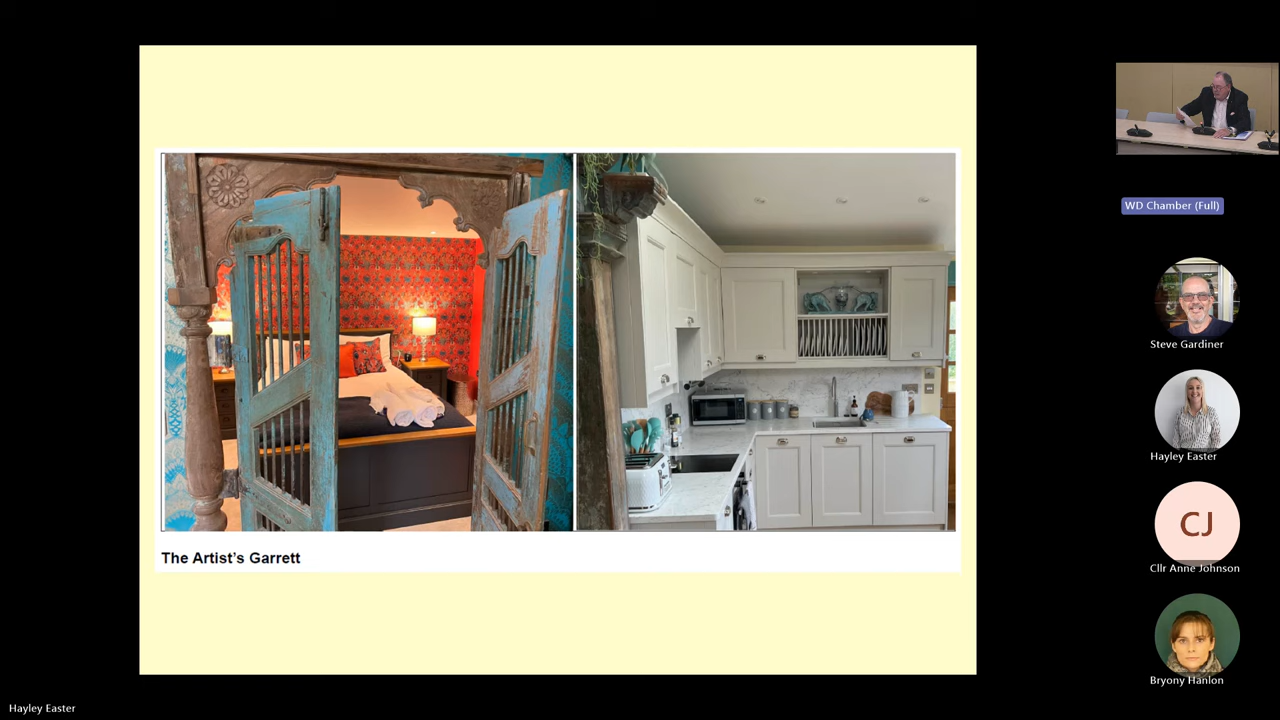 The Artist's Garrett
WD Chamber (Full)
Steve Gardiner
Hayley Easter
CJ
Cllr Anne Johnson
Bryony Hanlon
Hayley Easter